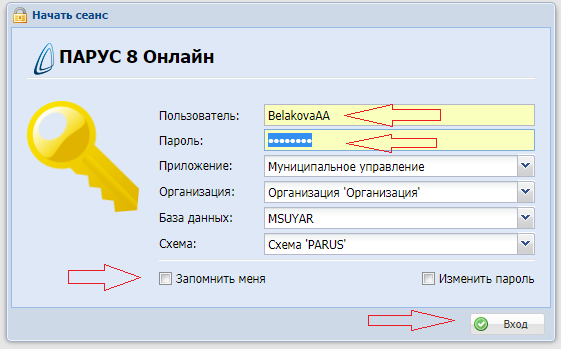 Начать сеанс
ПАРУС 8 Онлайн
Пользователь: BelakovaAA
Пароль: ••••••••
Приложение: Муниципальное управление
Организация: Организация 'Организация'
База данных: MSUYAR
Схема: Схема 'PARUS'
Запомнить меня Изменить пароль
Вход